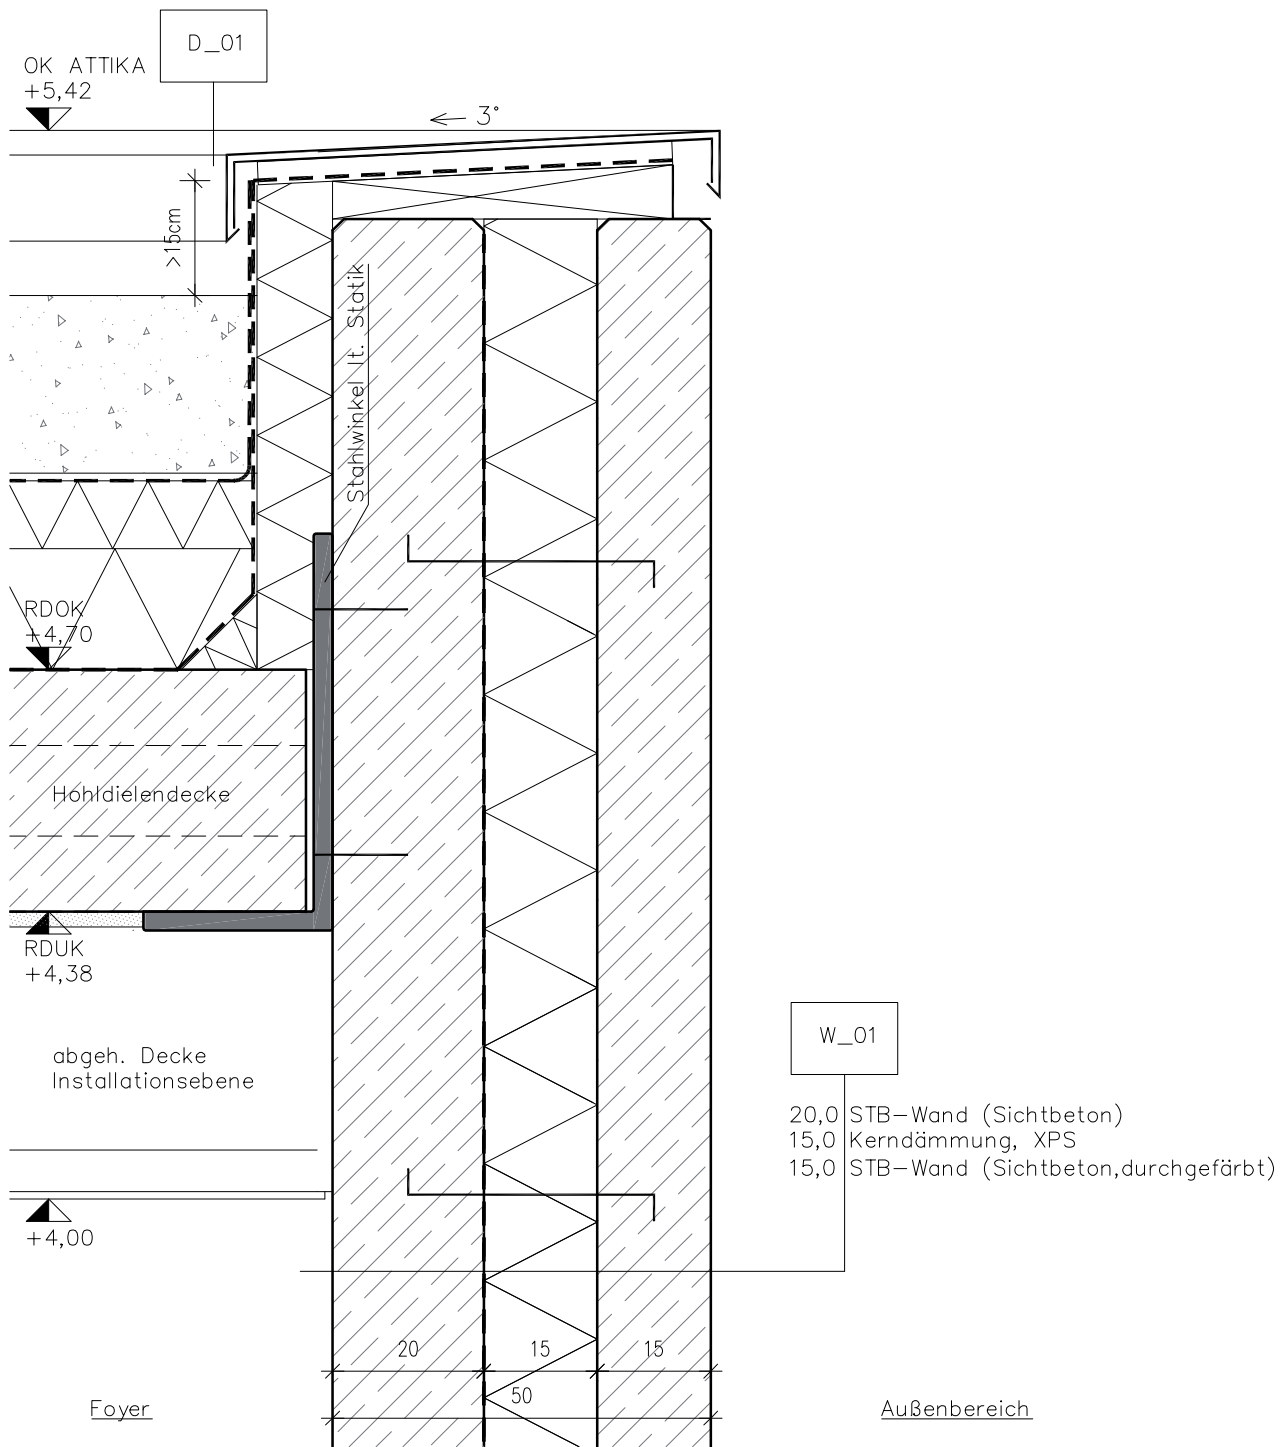 D_01
OK ATTIKA
+5,42
← 3°
>15cm
Stahlwinkel lt. Statik
RDOK
+4,70
Hohldielendecke
RDUK
+4,38
abgeh. Decke
Installationsebene
W_01
20,0 STB-Wand (Sichtbeton)
15,0 Kerndämmung, XPS
15,0 STB-Wand (Sichtbeton,durchgefärbt)
+4,00
20 15 15
50
Foyer
Außenbereich